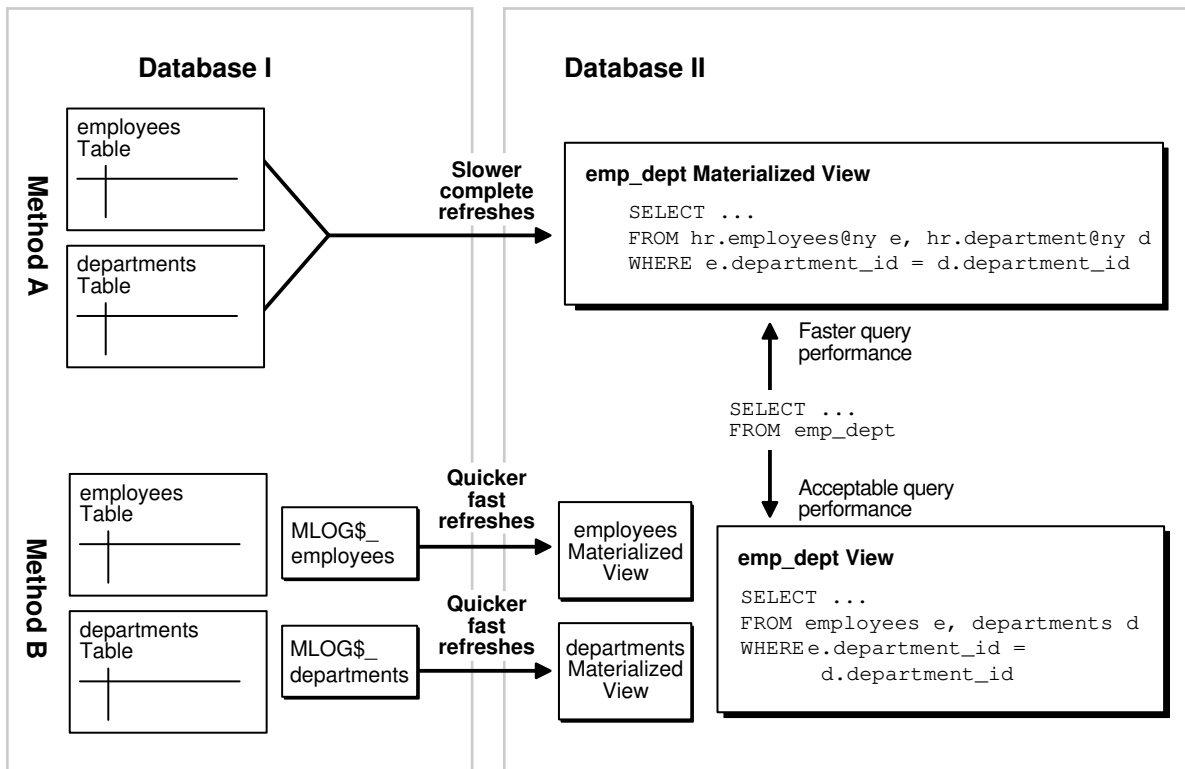 Database I
Database II
Method A
employees
Table
departments
Table
Slower
complete
refreshes
emp_dept Materialized View
SELECT ...
FROM hr.employees@ny e, hr.department@ny d
WHERE e.department_id = d.department_id
Faster query
performance
SELECT ...
FROM emp_dept
Acceptable query
performance
Method B
employees
Table
MLOG$_
employees
Quicker
fast
refreshes
employees
Materialized
View
departments
Table
MLOG$_
departments
Quicker
fast
refreshes
departments
Materialized
View
emp_dept View
SELECT ...
FROM employees e, departments d
WHERE e.department_id =
d.department_id